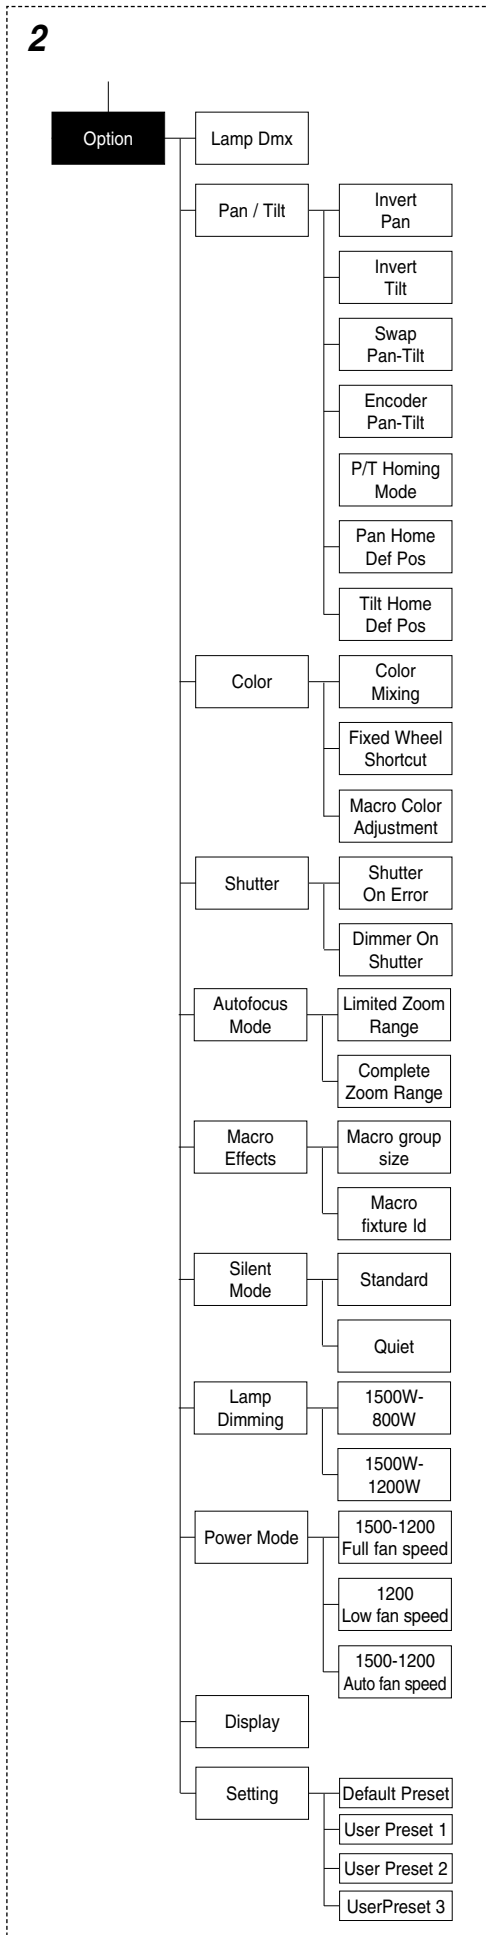 2
Option
Lamp Dmx
Pan / Tilt
Invert
Pan
Invert
Tilt
Swap
Pan-Tilt
Encoder
Pan-Tilt
P/T Homing
Mode
Pan Home
Def Pos
Tilt Home
Def Pos
Color
Color
Mixing
Fixed Wheel
Shortcut
Macro Color
Adjustment
Shutter
Shutter
On Error
Dimmer On
Shutter
Autofocus
Mode
Limited Zoom
Range
Complete
Zoom Range
Macro
Effects
Macro group
size
Macro
fixture Id
Silent
Mode
Standard
Quiet
Lamp
Dimming
1500W-
800W
1500W-
1200W
Power Mode
1500-1200
Full fan speed
1200
Low fan speed
1500-1200
Auto fan speed
Display
Setting
Default Preset
User Preset 1
User Preset 2
UserPreset 3